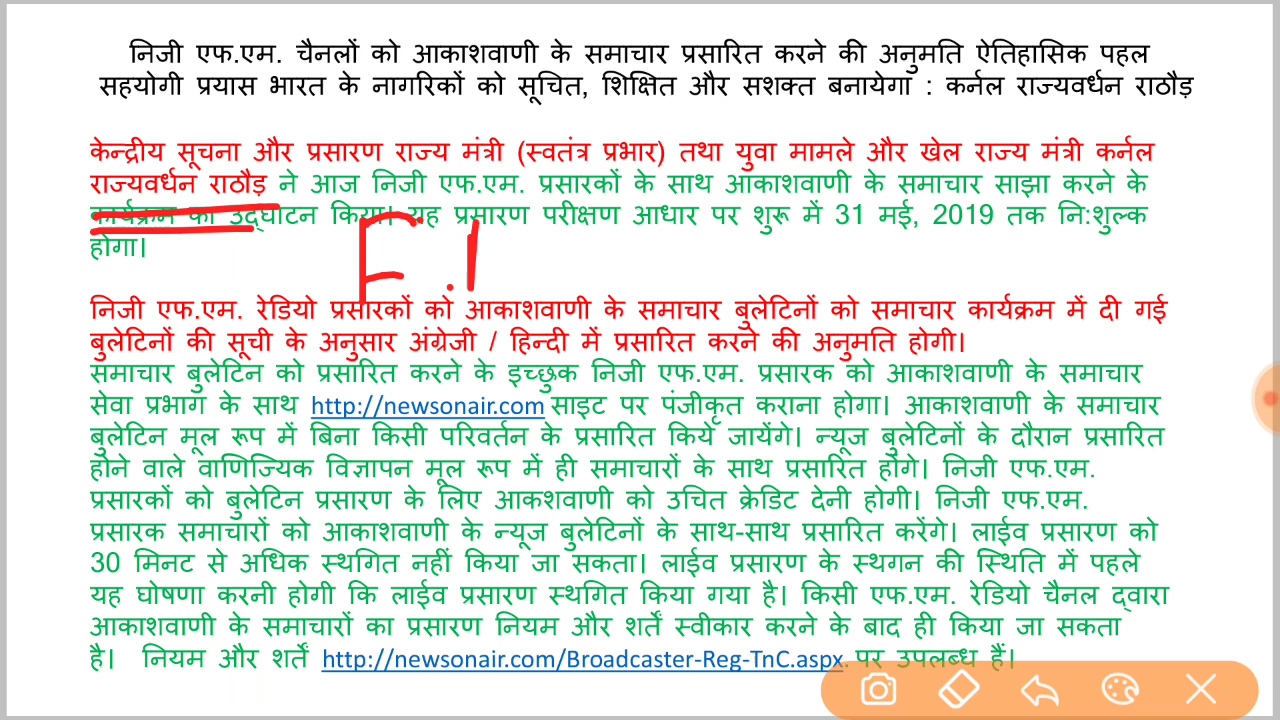 निजी एफ.एम. चैनलों को आकाशवाणी के समाचार प्रसारित करने की अनुमति ऐतिहासिक पहल
सहयोगी प्रयास भारत के नागरिकों को सूचित, शिक्षित और सशक्त बनायेगा : कर्नल राज्यवर्धन राठौड़
केन्द्रीय सूचना और प्रसारण राज्य मंत्री (स्वतंत्र प्रभार) तथा युवा मामले और खेल राज्य मंत्री कर्नल
राज्यवर्धन राठौड़ ने आज निजी एफ.एम. प्रसारकों के साथ आकाशवाणी के समाचार साझा करने के
कार्यक्रम का उद्घाटन किया। यह प्रसारण परीक्षण आधार पर शुरू में 31 मई, 2019 तक नि:शुल्क
होगा।
F.I
निजी एफ.एम. रेडियो प्रसारकों को आकाशवाणी के समाचार बुलेटिनों को समाचार कार्यक्रम में दी गई
बुलेटिनों की सूची के अनुसार अंग्रेजी / हिन्दी में प्रसारित करने की अनुमति होगी।
समाचार बुलेटिन को प्रसारित करने के इच्छुक निजी एफ.एम. प्रसारक को आकाशवाणी के समाचार
सेवा प्रभाग के साथ http://newsonair.com साइट पर पंजीकृत कराना होगा। आकाशवाणी के समाचार
बुलेटिन मूल रूप में बिना किसी परिवर्तन के प्रसारित किये जायेंगे। न्यूज बुलेटिनों के दौरान प्रसारित
होने वाले वाणिज्यिक विज्ञापन मूल रूप में ही समाचारों के साथ प्रसारित होंगे। निजी एफ.एम.
प्रसारकों को बुलेटिन प्रसारण के लिए आकशवाणी को उचित क्रेडिट देनी होगी। निजी एफ.एम.
प्रसारक समाचारों को आकाशवाणी के न्यूज बुलेटिनों के साथ-साथ प्रसारित करेंगे। लाईव प्रसारण को
30 मिनट से अधिक स्थगित नहीं किया जा सकता। लाईव प्रसारण के स्थगन की स्थिति में पहले
यह घोषणा करनी होगी कि लाईव प्रसारण स्थगित किया गया है। किसी एफ.एम. रेडियो चैनल द्वारा
आकाशवाणी के समाचारों का प्रसारण नियम और शर्तें स्वीकार करने के बाद ही किया जा सकता
है। नियम और शर्तें http://newsonair.com/Broadcaster-Reg-TnC.aspx. पर उपलब्ध हैं।